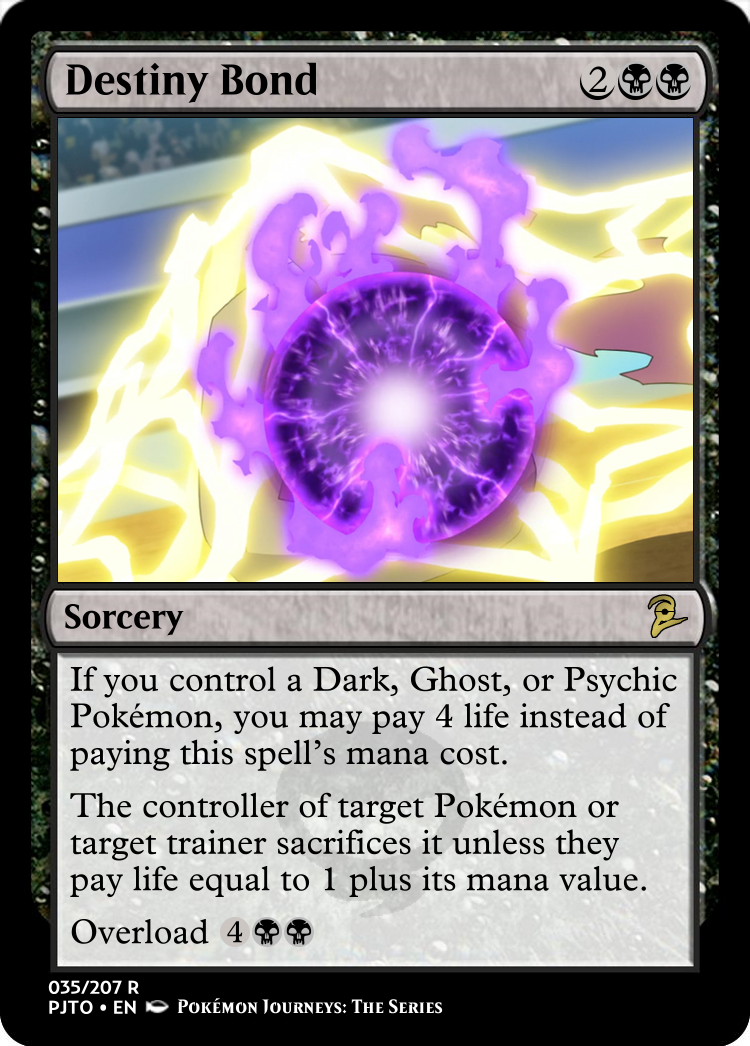 Destiny Bond 2
Sorcery
If you control a Dark, Ghost, or Psychic
Pokémon, you may pay 4 life instead of
paying this spell’s mana cost.
The controller of target Pokémon or
target trainer sacrifices it unless they
pay life equal to 1 plus its mana value.
Overload 4
035/207 R
PJTO • EN Pokémon Journeys: The Series